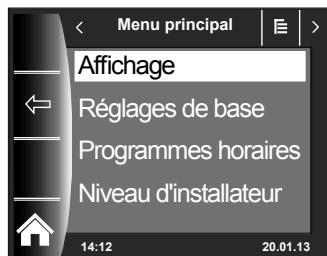 Menu principal
Affichage
Réglages de base
Programmes horaires
Niveau d'installateur
14:12 20.01.13